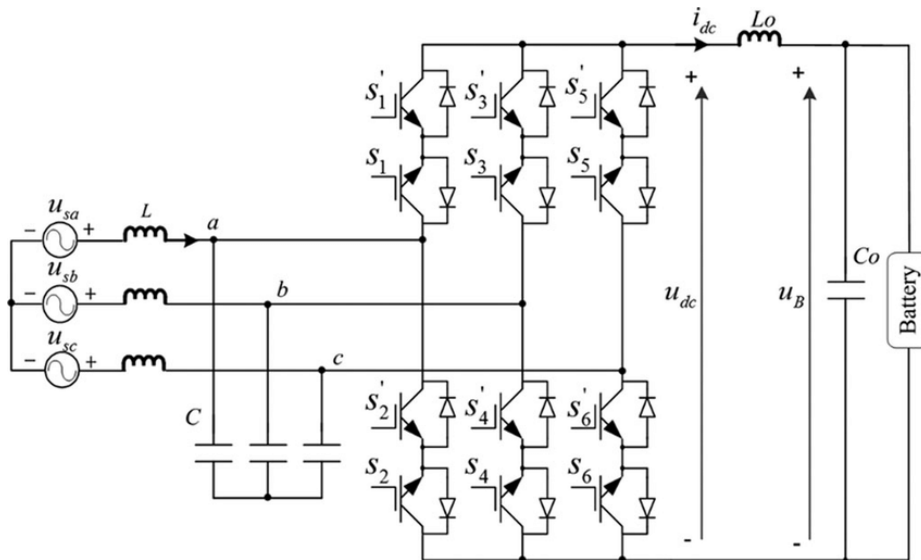 i_dc Lo
+ +
s'_1 s'_3 s'_5
s_1 s_3 s_5
u_sa L a
- +
u_sb b
- +
u_sc c
- +
u_dc u_B Co Battery
C
s'_2 s'_4 s'_6
s_2 s_4 s_6
- -